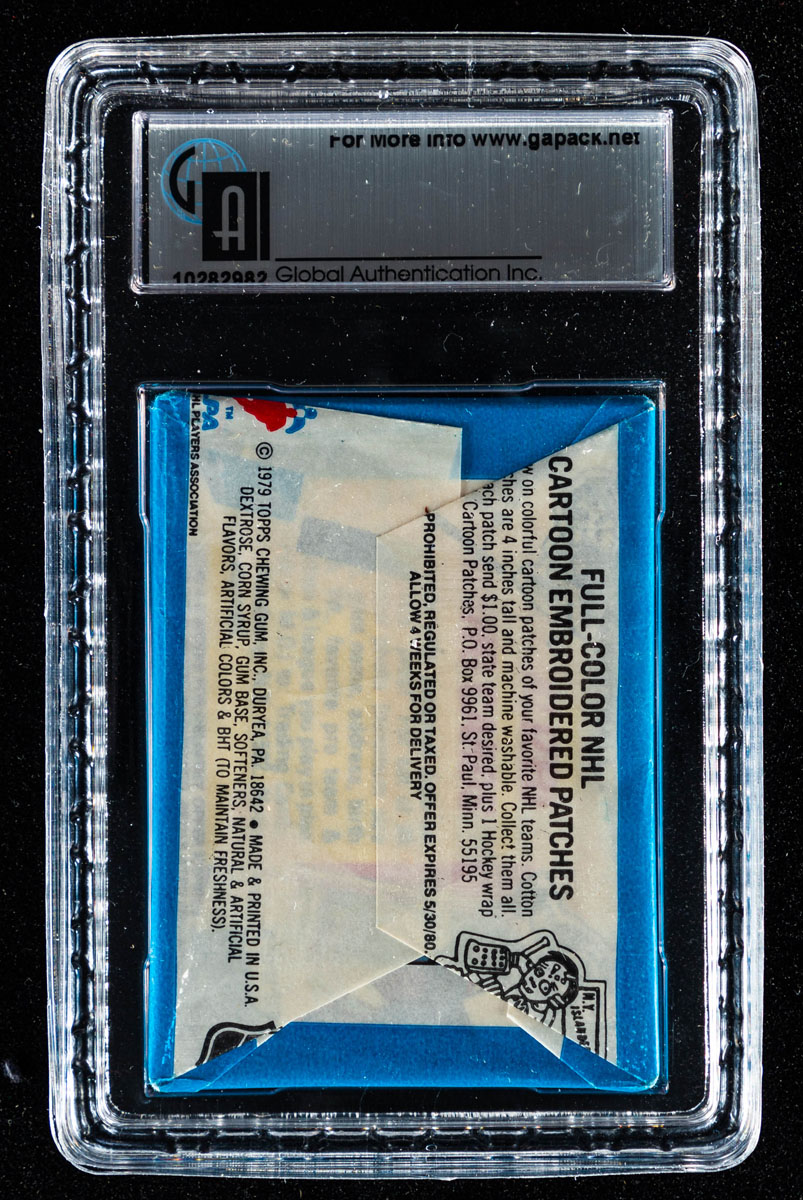 For More Info www.gapack.net
GA
10282982 Global Authentication Inc.
FULL-COLOR NHL
CARTOON EMBROIDERED PATCHES
on colorful cartoon patches of your favorite NHL teams. Cotton
are 4 inches tall and machine washable. Collect them all.
patch send $1.00, state team desired, plus 1 Hockey wrap
Cartoon Patches, P.O. Box 9961, St. Paul, Minn. 55195
PROHIBITED, REGULATED OR TAXED. OFFER EXPIRES 5/30/80.
ALLOW 4 WEEKS FOR DELIVERY
N.Y.
™
PLAYERS ASSOCIATION
© 1979 TOPPS CHEWING GUM, INC., DURYEA, PA. 18642 • MADE & PRINTED IN U.S.A.
DEXTROSE, CORN SYRUP, GUM BASE, SOFTENERS, NATURAL & ARTIFICIAL
FLAVORS, ARTIFICIAL COLORS & BHT (TO MAINTAIN FRESHNESS).